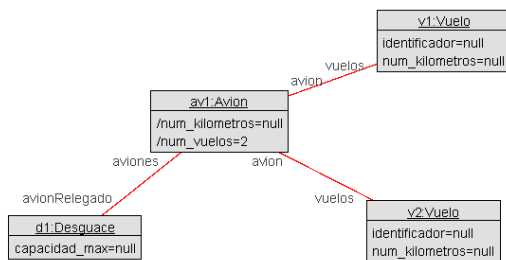 v1:Vuelo
identificador=null
num_kilometros=null
vuelos
avion
av1:Avion
/num_kilometros=null
/num_vuelos=2
aviones
avion
avionRelegado
vuelos
d1:Desguace
capacidad_max=null
v2:Vuelo
identificador=null
num_kilometros=null